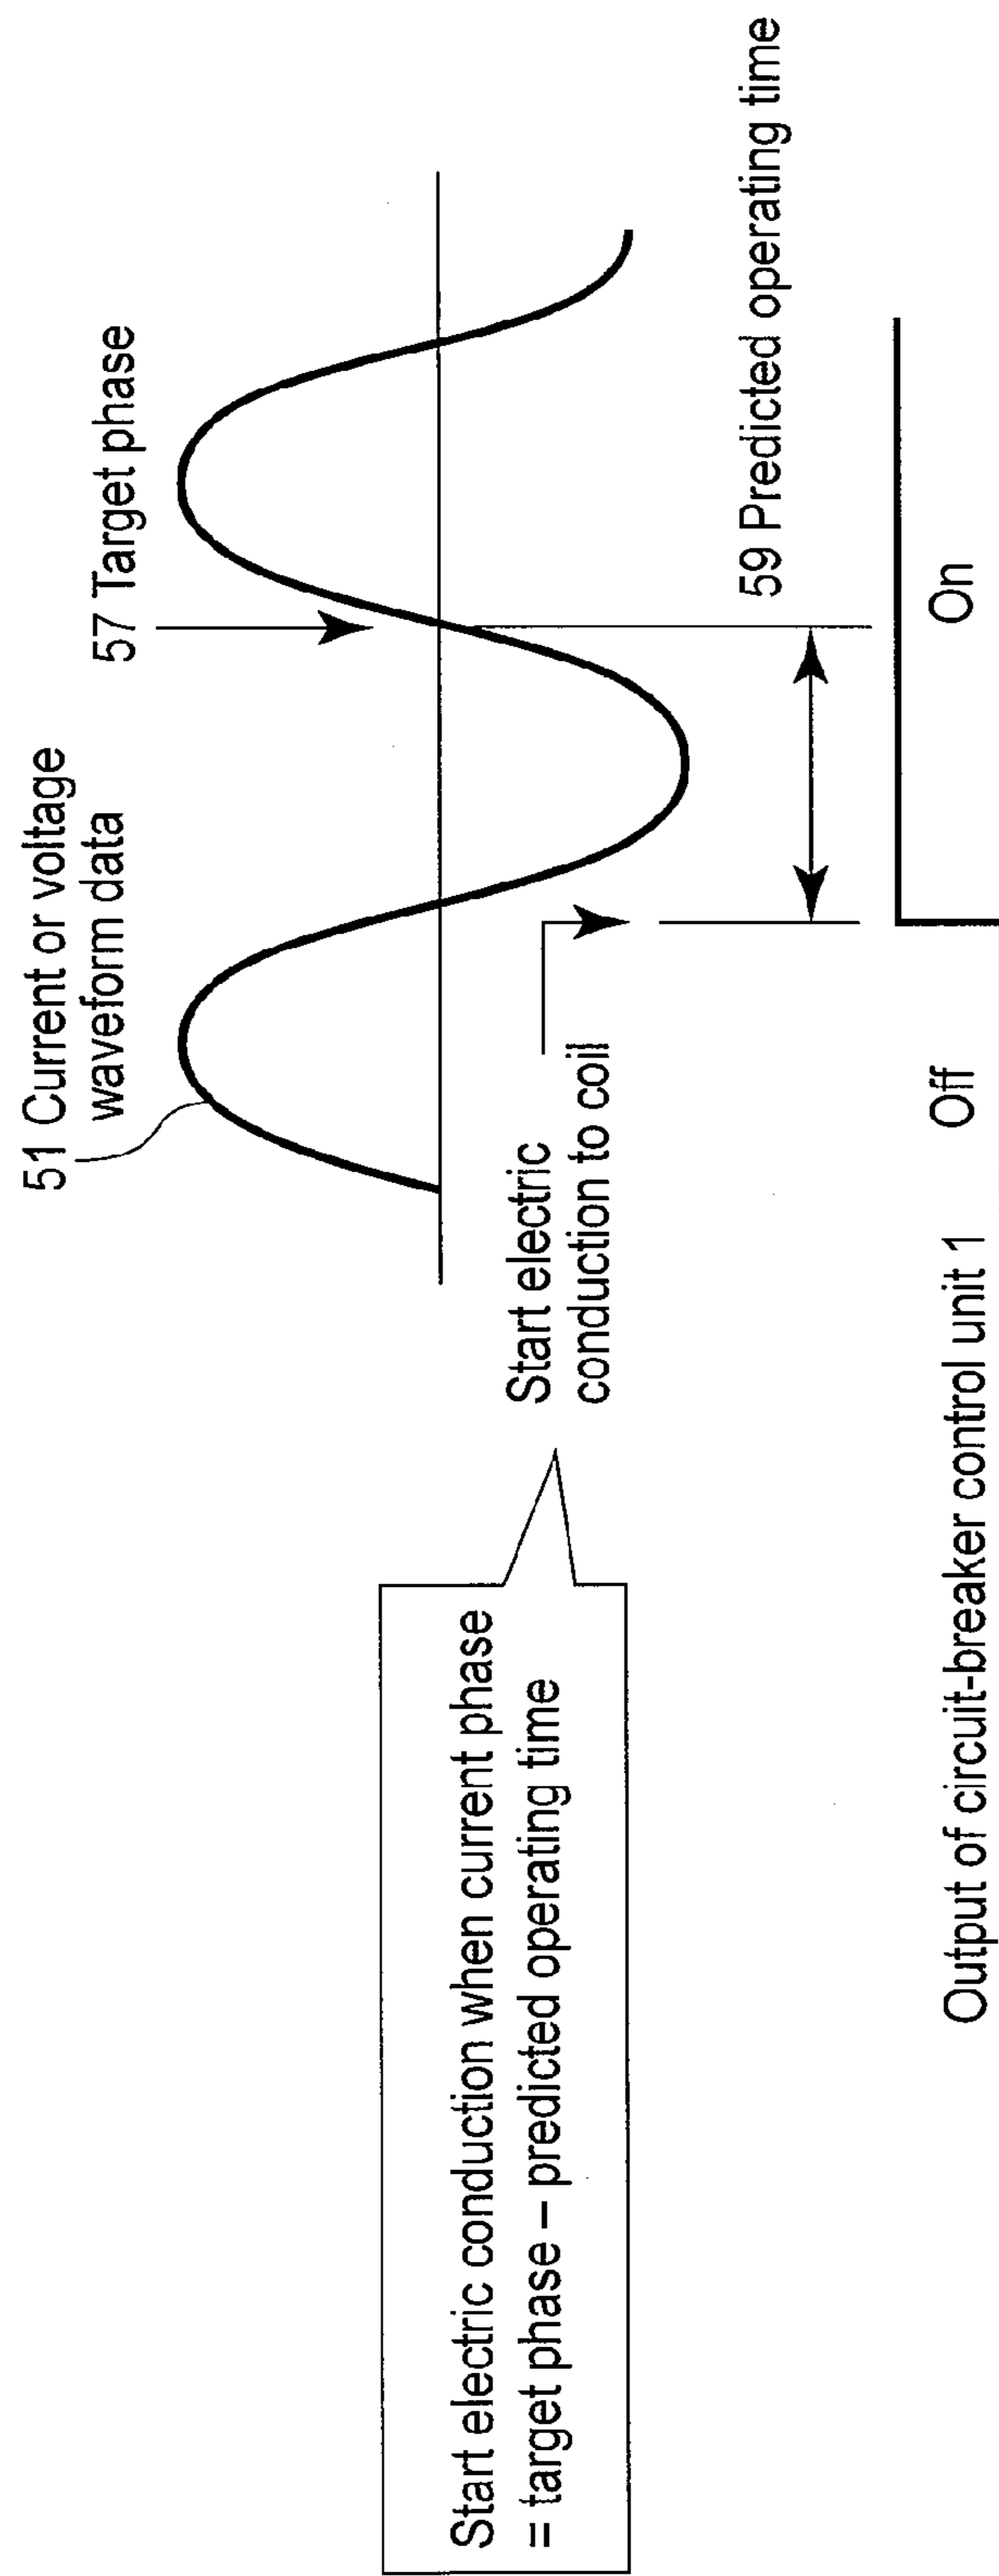 51 Current or voltage
waveform data
57 Target phase
Start electric conduction when current phase
= target phase – predicted operating time
Start electric
conduction to coil
59 Predicted operating time
Output of circuit-breaker control unit 1
Off
On